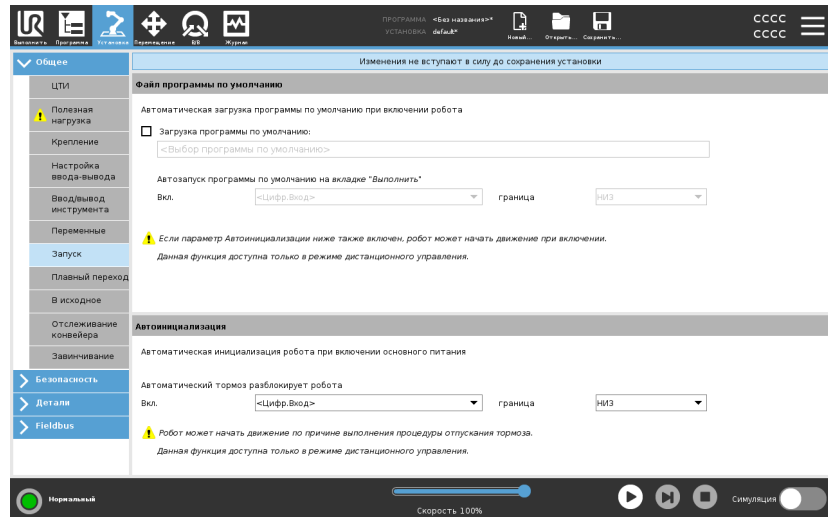 ПРОГРАММА <Без названия>*
УСТАНОВКА default*
Выполнить Программа Установка Перемещение В/В Журнал Новый... Открыть... Сохранить...
CCCC
CCCC
Общее
ЦТИ
Полезная
нагрузка
Крепление
Настройка
ввода-вывода
Ввод/вывод
инструмента
Переменные
Запуск
Плавный переход
В исходное
Отслеживание
конвейера
Завинчивание
Безопасность
Детали
Fieldbus
Изменения не вступают в силу до сохранения установки
Файл программы по умолчанию
Автоматическая загрузка программы по умолчанию при включении робота
Загрузка программы по умолчанию:
<Выбор программы по умолчанию>
Автозапуск программы по умолчанию на вкладке "Выполнить"
Вкл. <Цифр.Вход> граница НИЗ
Если параметр Автоинициализации ниже также включен, робот может начать движение при включении.
Данная функция доступна только в режиме дистанционного управления.
Автоинициализация
Автоматическая инициализация робота при включении основного питания
Автоматический тормоз разблокирует робота
Вкл. <Цифр.Вход> граница НИЗ
Робот может начать движение по причине выполнения процедуры отпускания тормоза.
Данная функция доступна только в режиме дистанционного управления.
Нормальный
Скорость 100%
Симуляция